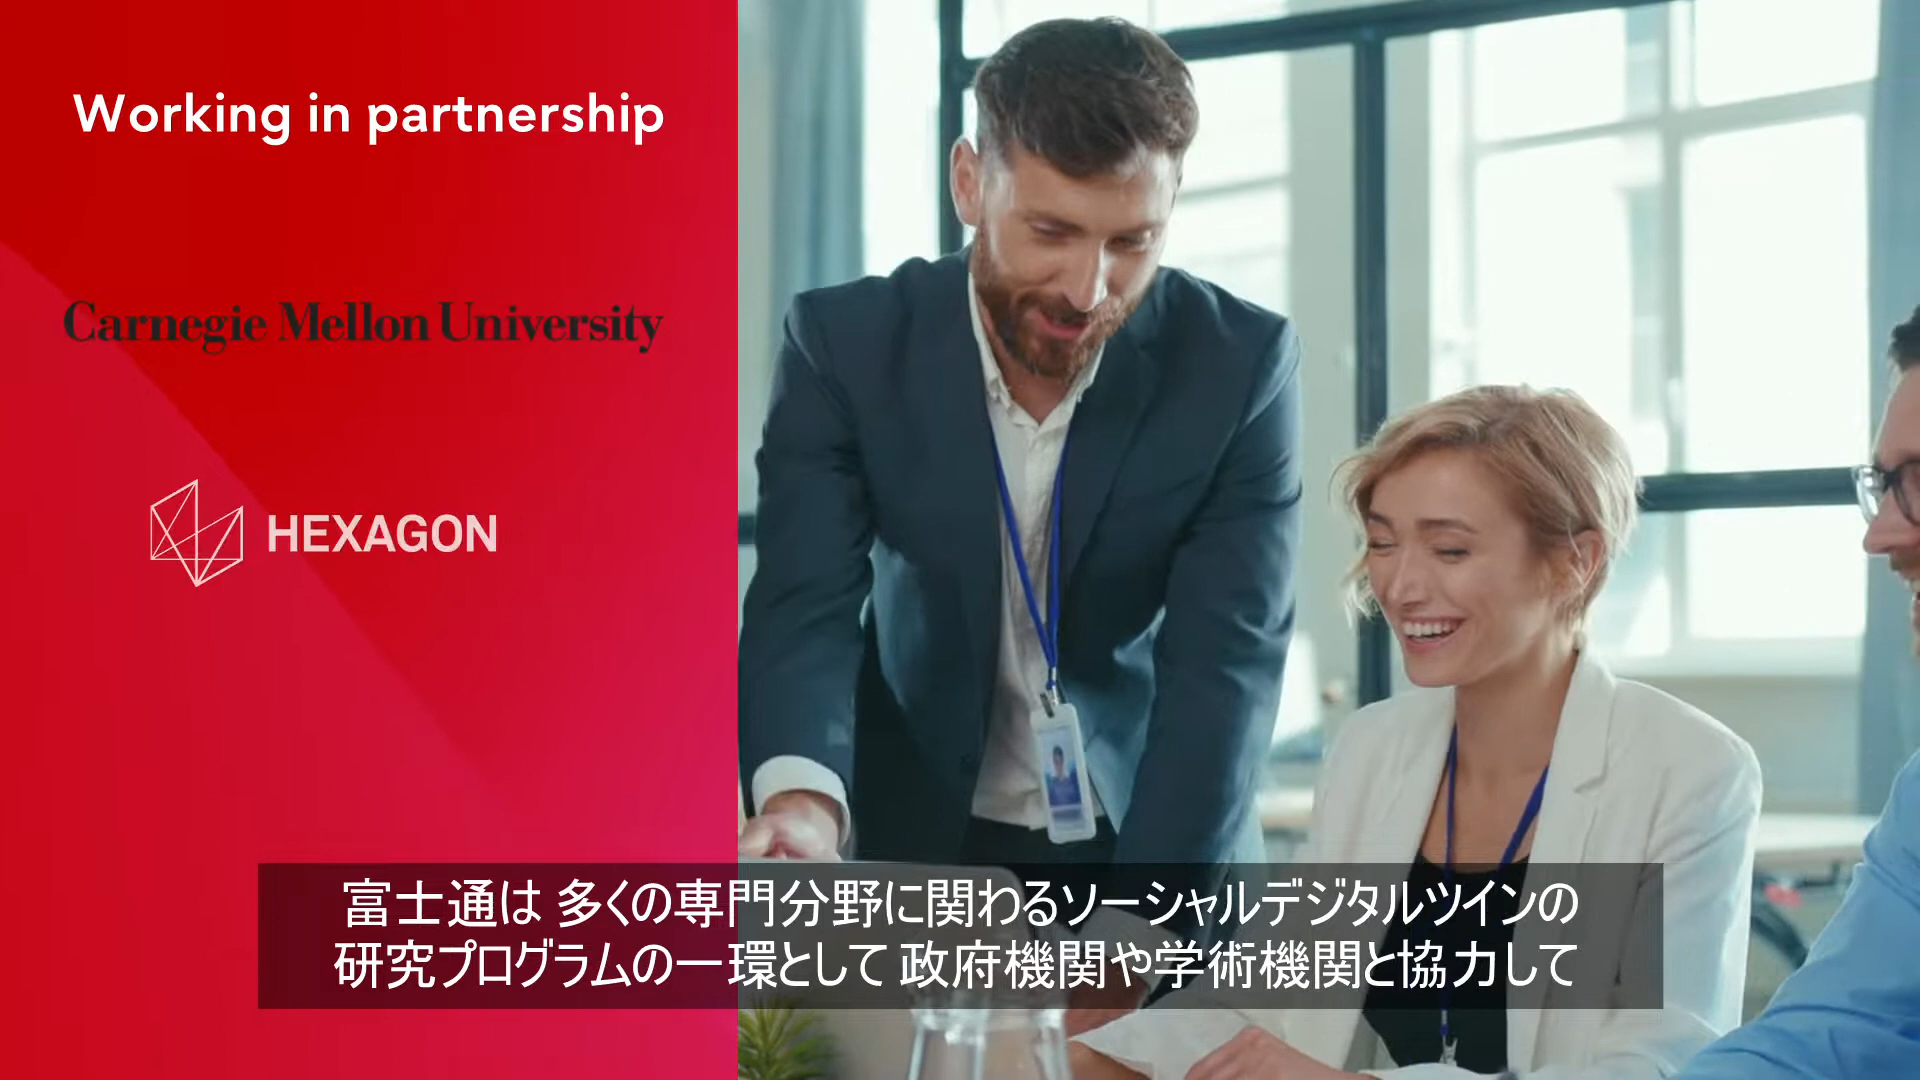 Working in partnership
Carnegie Mellon University
HEXAGON
富士通は 多くの専門分野に関わるソーシャルデジタルツインの
研究プログラムの一環として 政府機関や学術機関と協力して